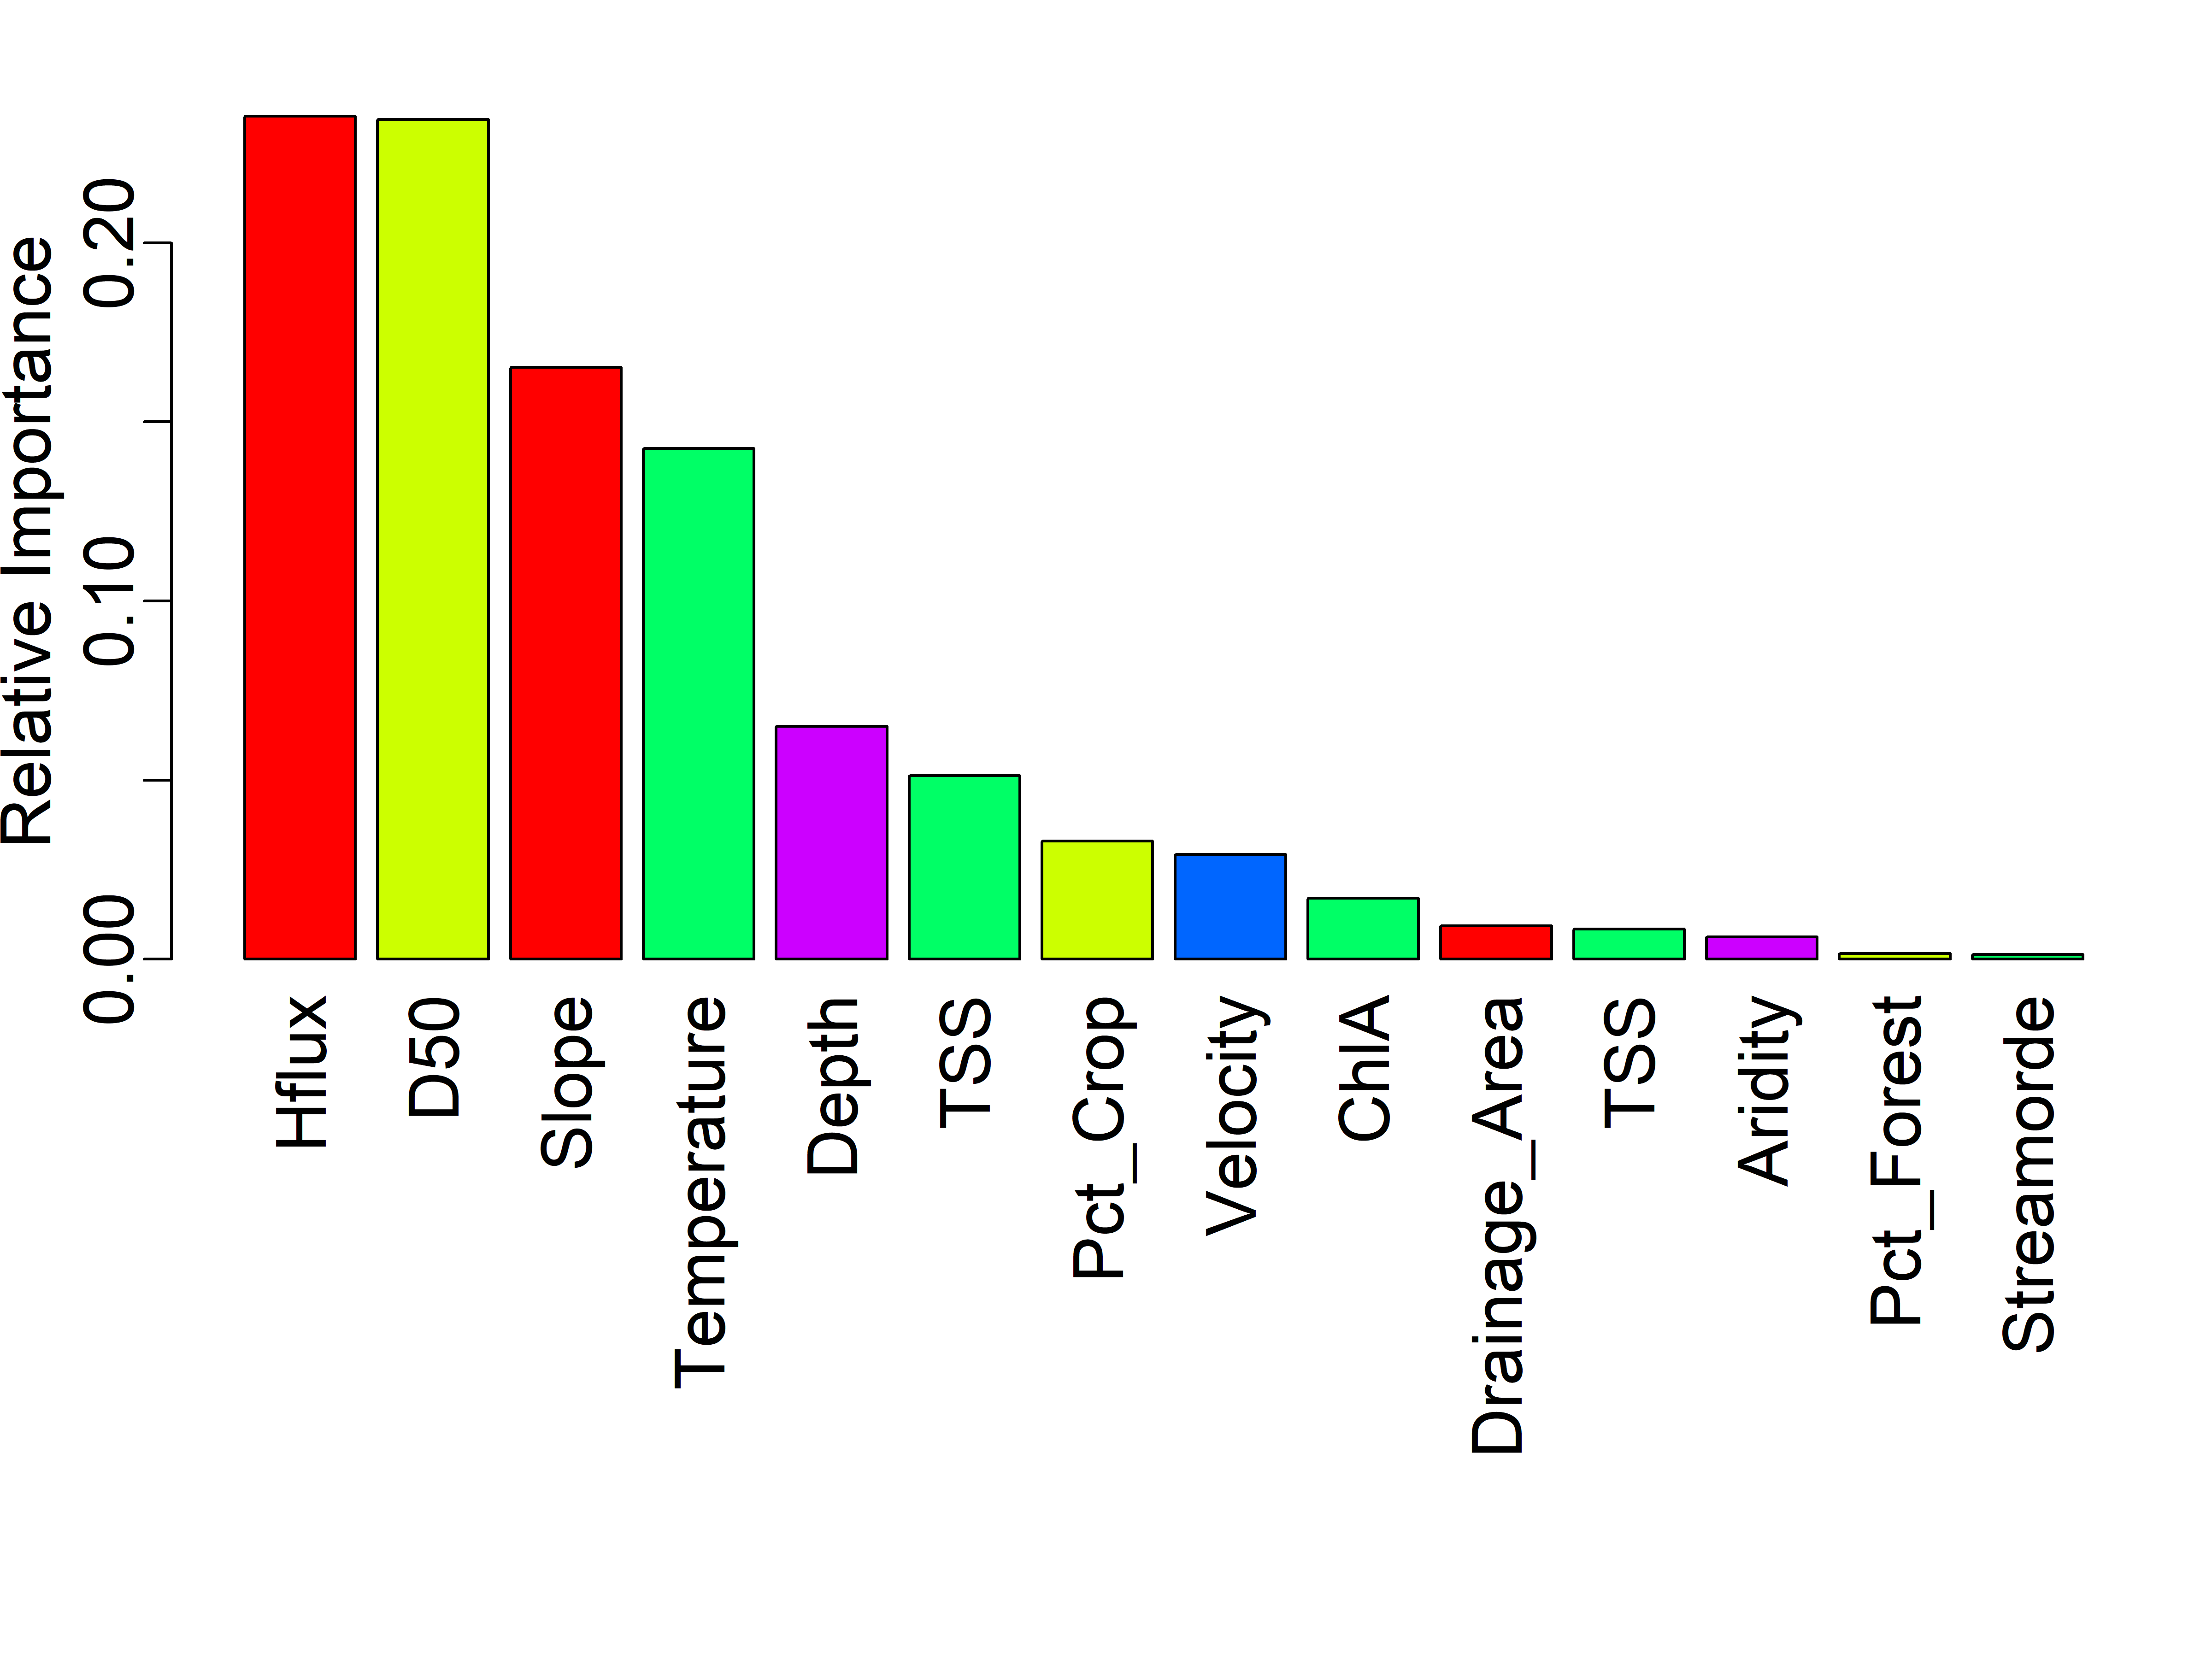 Relative Importance
0.20
0.10
0.00
Hflux
D50
Slope
Temperature
Depth
TSS
Pct_Crop
Velocity
ChlA
Drainage_Area
TSS
Aridity
Pct_Forest
Streamorde